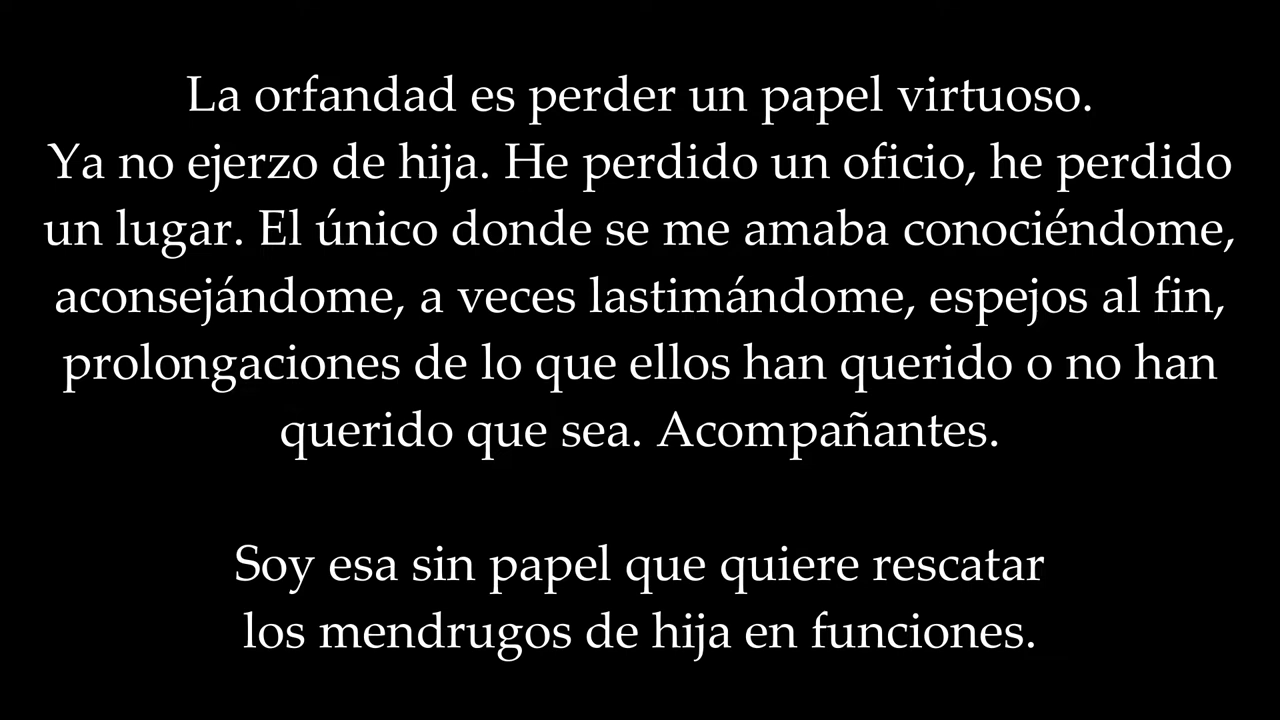 La orfandad es perder un papel virtuoso.
Ya no ejerzo de hija. He perdido un oficio, he perdido
un lugar. El único donde se me amaba conociéndome,
aconsejándome, a veces lastimándome, espejos al fin,
prolongaciones de lo que ellos han querido o no han
querido que sea. Acompañantes.
Soy esa sin papel que quiere rescatar
los mendrugos de hija en funciones.